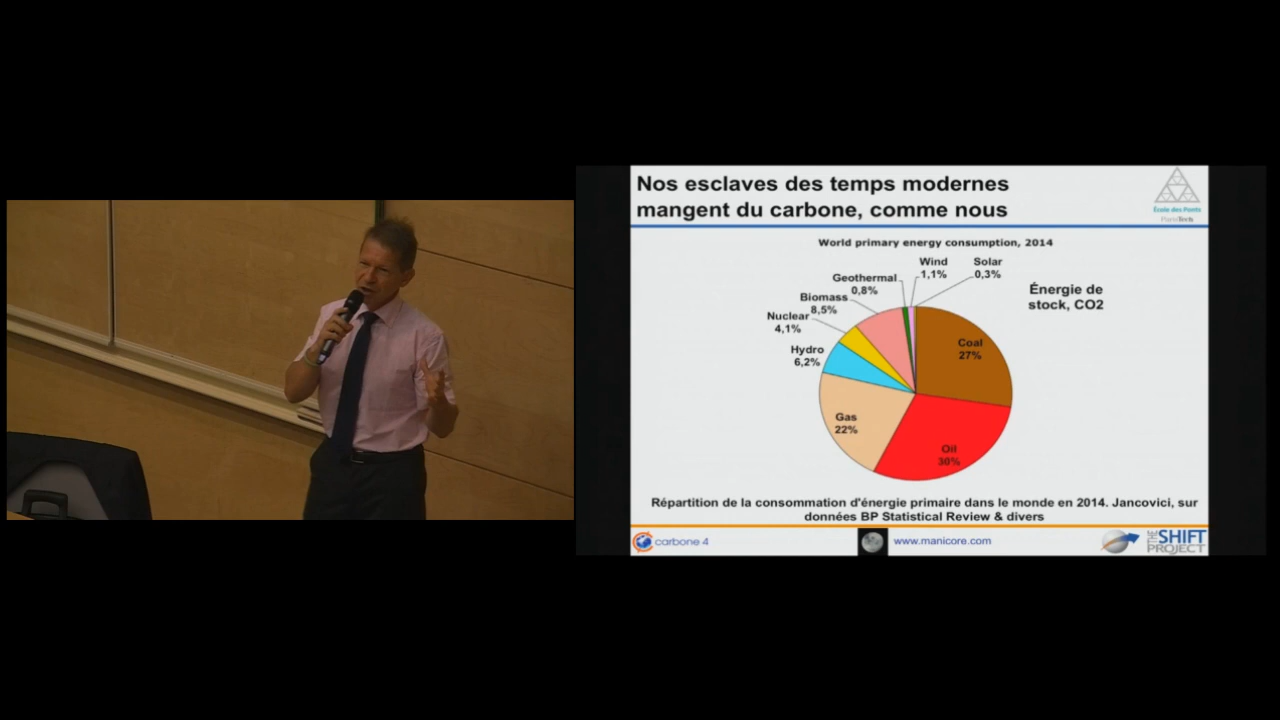 Nos esclaves des temps modernes
mangent du carbone, comme nous
École des Ponts
ParisTech
World primary energy consumption, 2014
Wind
1,1%
Solar
0,3%
Geothermal
0,8%
Biomass
8,5%
Nuclear
4,1%
Hydro
6,2%
Énergie de
stock, CO2
Coal
27%
Gas
22%
Oil
30%
Répartition de la consommation d'énergie primaire dans le monde en 2014. Jancovici, sur
données BP Statistical Review & divers
carbone 4
www.manicore.com
THE SHIFT
PROJECT